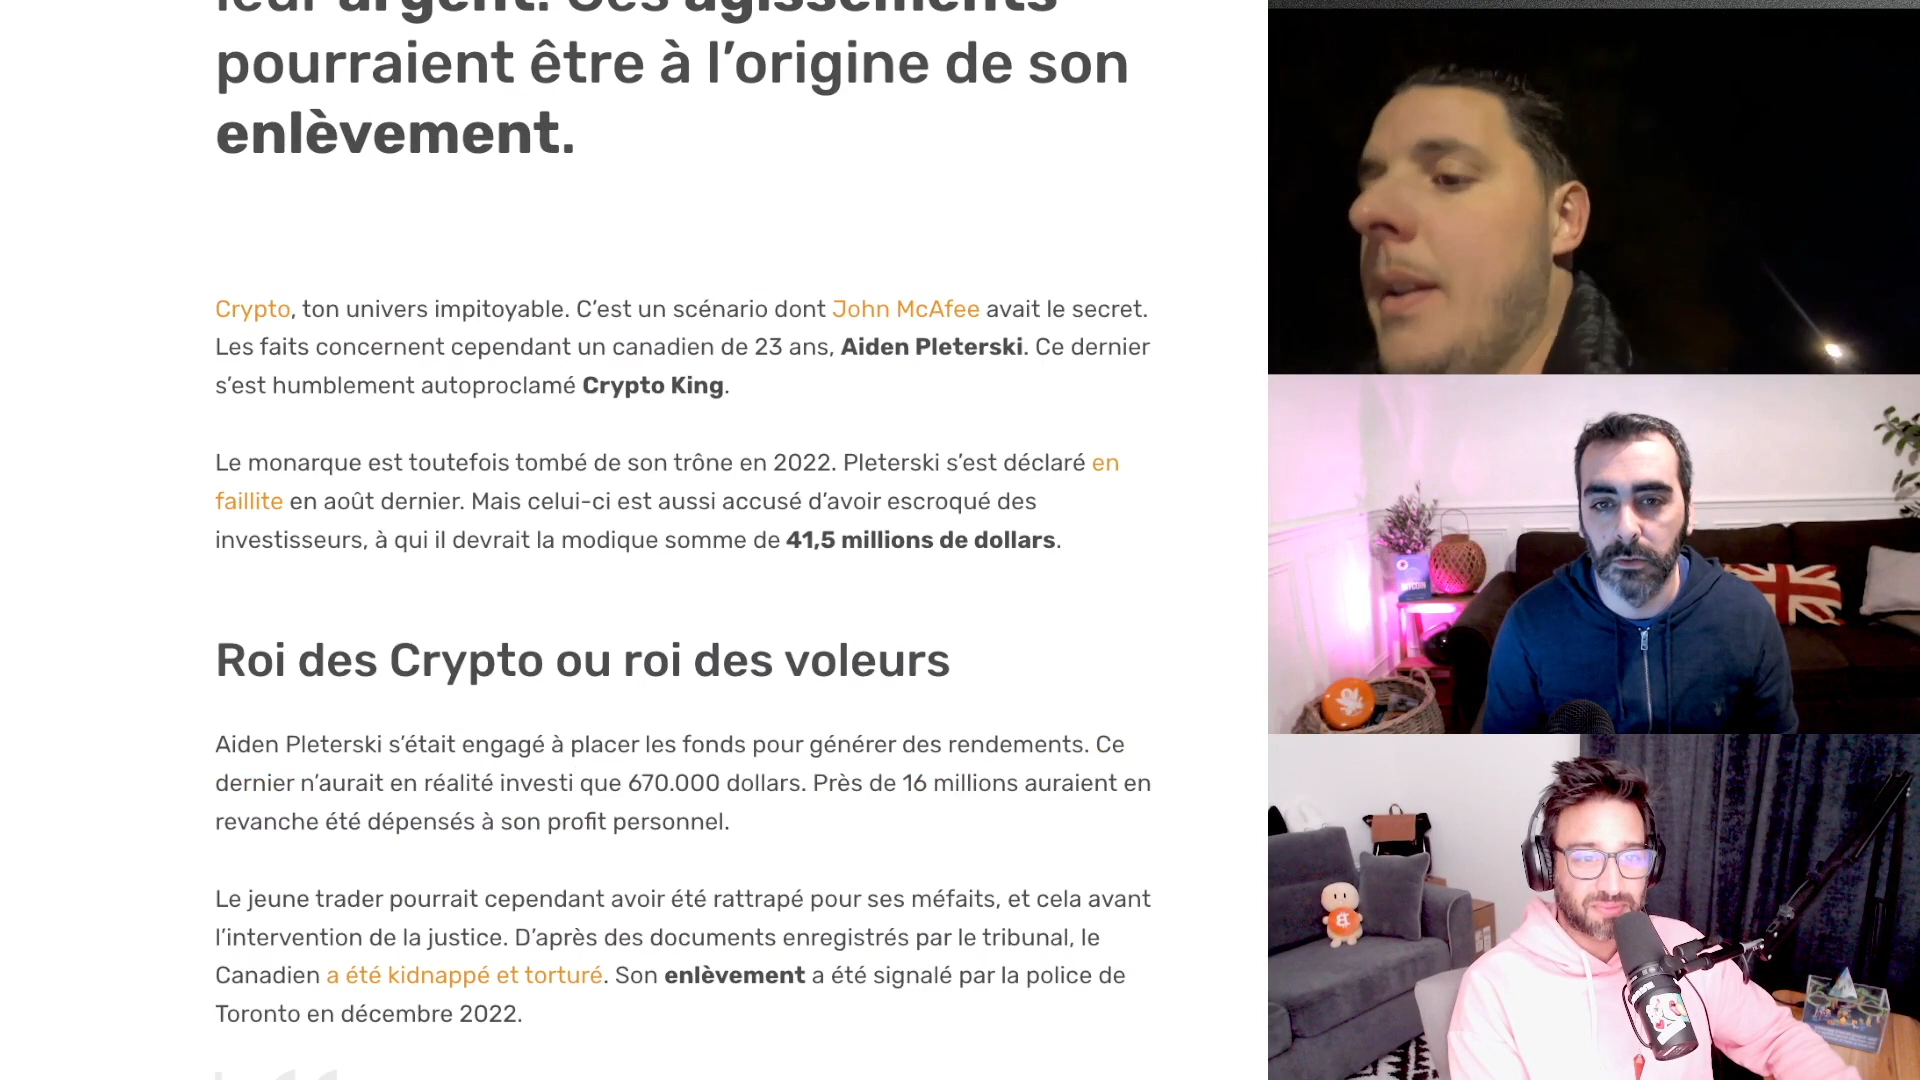 leur argent. Ces agissements
pourraient être à l’origine de son
enlèvement.
Crypto, ton univers impitoyable. C’est un scénario dont John McAfee avait le secret.
Les faits concernent cependant un canadien de 23 ans, Aiden Pleterski. Ce dernier
s’est humblement autoproclamé Crypto King.
Le monarque est toutefois tombé de son trône en 2022. Pleterski s’est déclaré en
faillite en août dernier. Mais celui-ci est aussi accusé d’avoir escroqué des
investisseurs, à qui il devrait la modique somme de 41,5 millions de dollars.
Roi des Crypto ou roi des voleurs
Aiden Pleterski s’était engagé à placer les fonds pour générer des rendements. Ce
dernier n’aurait en réalité investi que 670.000 dollars. Près de 16 millions auraient en
revanche été dépensés à son profit personnel.
Le jeune trader pourrait cependant avoir été rattrapé pour ses méfaits, et cela avant
l’intervention de la justice. D’après des documents enregistrés par le tribunal, le
Canadien a été kidnappé et torturé. Son enlèvement a été signalé par la police de
Toronto en décembre 2022.
BITCOIN